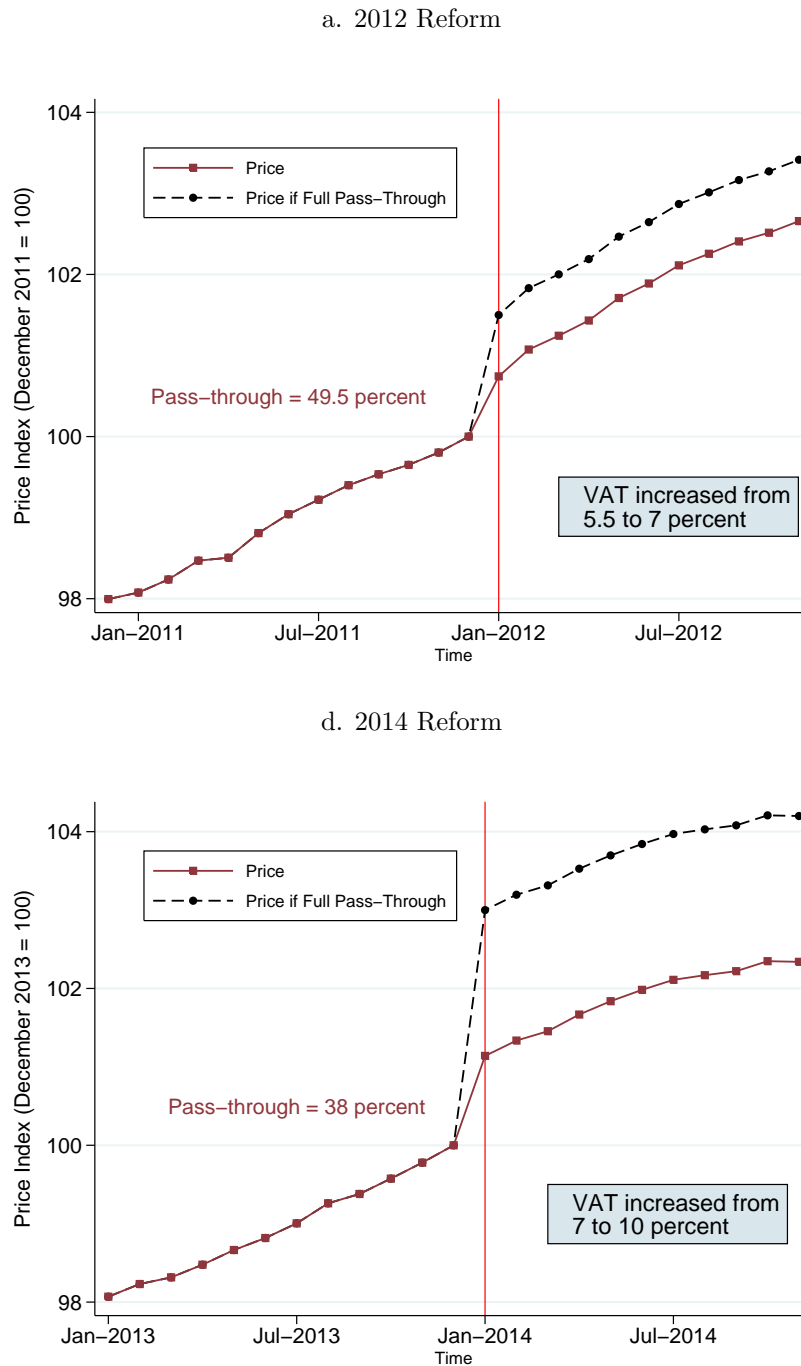 a. 2012 Reform
104
102
100
98
Price Index (December 2011 = 100)
Price
Price if Full Pass−Through
Pass−through = 49.5 percent
VAT increased from
5.5 to 7 percent
Jan−2011
Jul−2011
Jan−2012
Jul−2012
Time
d. 2014 Reform
104
102
100
98
Price Index (December 2013 = 100)
Price
Price if Full Pass−Through
Pass−through = 38 percent
VAT increased from
7 to 10 percent
Jan−2013
Jul−2013
Jan−2014
Jul−2014
Time